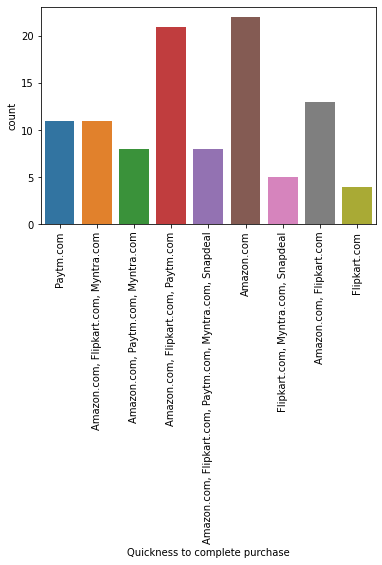 20
15
10
5
0
count
Paytm.com
Amazon.com, Flipkart.com, Myntra.com
Amazon.com, Paytm.com, Myntra.com
Amazon.com, Flipkart.com, Paytm.com
Amazon.com, Flipkart.com, Paytm.com, Myntra.com, Snapdeal
Amazon.com
Flipkart.com, Myntra.com, Snapdeal
Amazon.com, Flipkart.com
Flipkart.com
Quickness to complete purchase